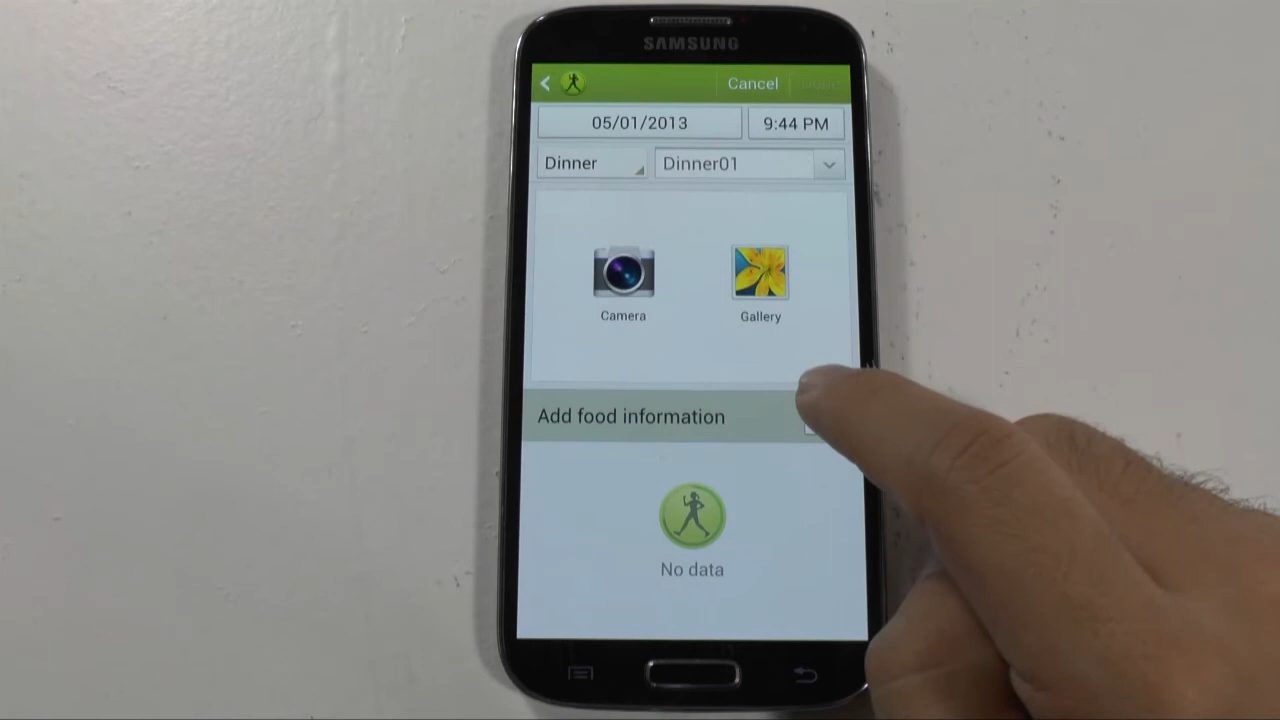 SAMSUNG
Cancel
05/01/2013 9:44 PM
Dinner Dinner01
Camera Gallery
Add food information
No data